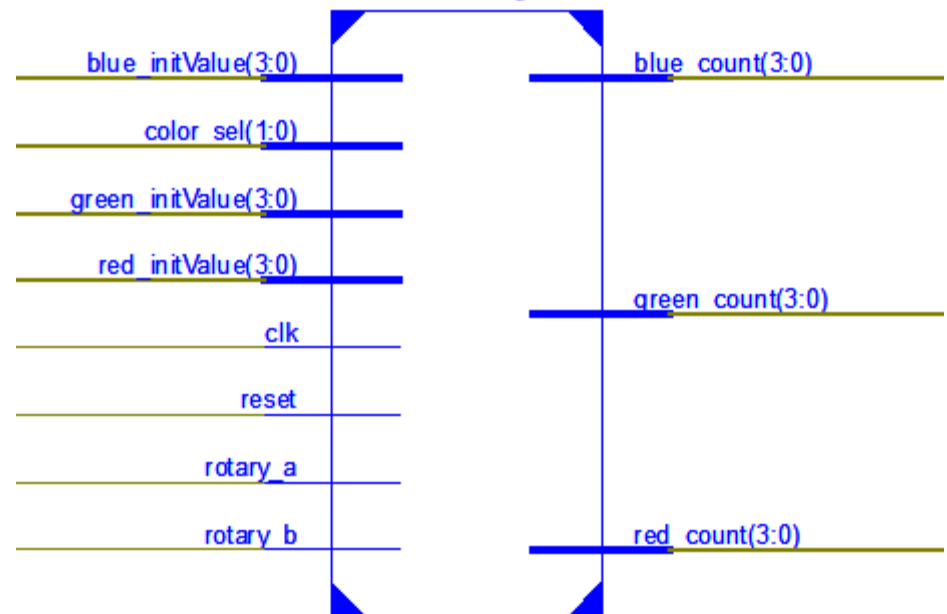 blue_initValue(3:0)
color_sel(1:0)
green_initValue(3:0)
red_initValue(3:0)
clk
reset
rotary_a
rotary_b
blue_count(3:0)
green_count(3:0)
red_count(3:0)